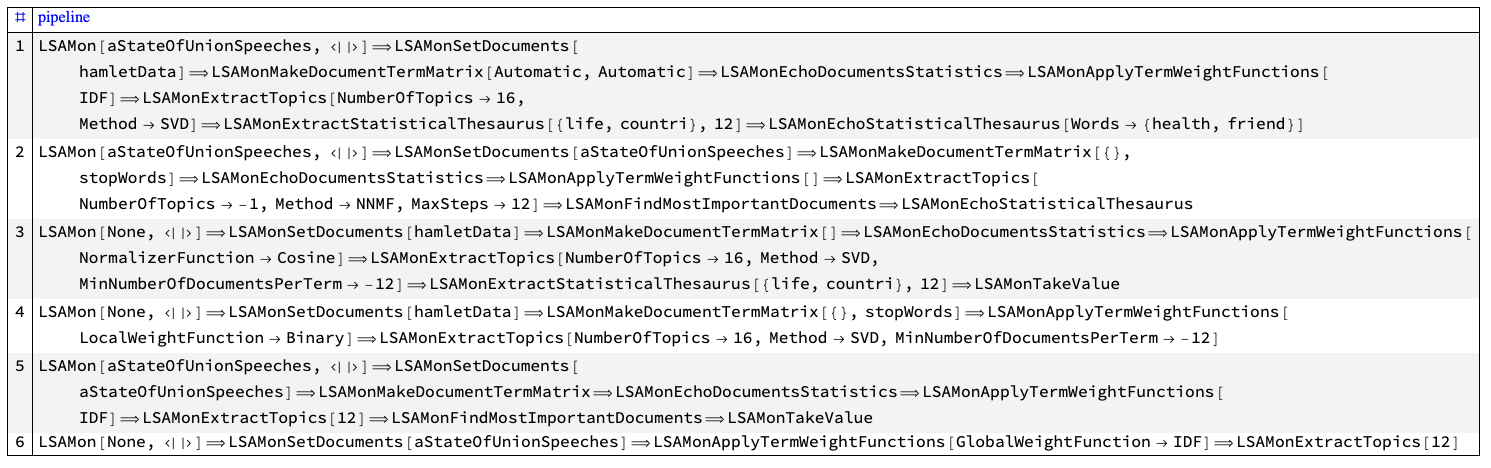 # pipeline
1 LSAMon[aStateOfUnionSpeeches, <||>]⟹LSAMonSetDocuments[
hamletData]⟹LSAMonMakeDocumentTermMatrix[Automatic, Automatic]⟹LSAMonEchoDocumentsStatistics⟹LSAMonApplyTermWeightFunctions[
IDF]⟹LSAMonExtractTopics[NumberOfTopics → 16,
Method → SVD]⟹LSAMonExtractStatisticalThesaurus[{life, countri}, 12]⟹LSAMonEchoStatisticalThesaurus[Words → {health, friend}]
2 LSAMon[aStateOfUnionSpeeches, <||>]⟹LSAMonSetDocuments[aStateOfUnionSpeeches]⟹LSAMonMakeDocumentTermMatrix[{},
stopWords]⟹LSAMonEchoDocumentsStatistics⟹LSAMonApplyTermWeightFunctions[]⟹LSAMonExtractTopics[
NumberOfTopics → -1, Method → NNMF, MaxSteps → 12]⟹LSAMonFindMostImportantDocuments⟹LSAMonEchoStatisticalThesaurus
3 LSAMon[None, <||>]⟹LSAMonSetDocuments[hamletData]⟹LSAMonMakeDocumentTermMatrix[]⟹LSAMonEchoDocumentsStatistics⟹LSAMonApplyTermWeightFunctions[
NormalizerFunction → Cosine]⟹LSAMonExtractTopics[NumberOfTopics → 16, Method → SVD,
MinNumberOfDocumentsPerTerm → -12]⟹LSAMonExtractStatisticalThesaurus[{life, countri}, 12]⟹LSAMonTakeValue
4 LSAMon[None, <||>]⟹LSAMonSetDocuments[hamletData]⟹LSAMonMakeDocumentTermMatrix[{}, stopWords]⟹LSAMonApplyTermWeightFunctions[
LocalWeightFunction → Binary]⟹LSAMonExtractTopics[NumberOfTopics → 16, Method → SVD, MinNumberOfDocumentsPerTerm → -12]
5 LSAMon[aStateOfUnionSpeeches, <||>]⟹LSAMonSetDocuments[
aStateOfUnionSpeeches]⟹LSAMonMakeDocumentTermMatrix⟹LSAMonEchoDocumentsStatistics⟹LSAMonApplyTermWeightFunctions[
IDF]⟹LSAMonExtractTopics[12]⟹LSAMonFindMostImportantDocuments⟹LSAMonTakeValue
6 LSAMon[None, <||>]⟹LSAMonSetDocuments[aStateOfUnionSpeeches]⟹LSAMonApplyTermWeightFunctions[GlobalWeightFunction → IDF]⟹LSAMonExtractTopics[12]